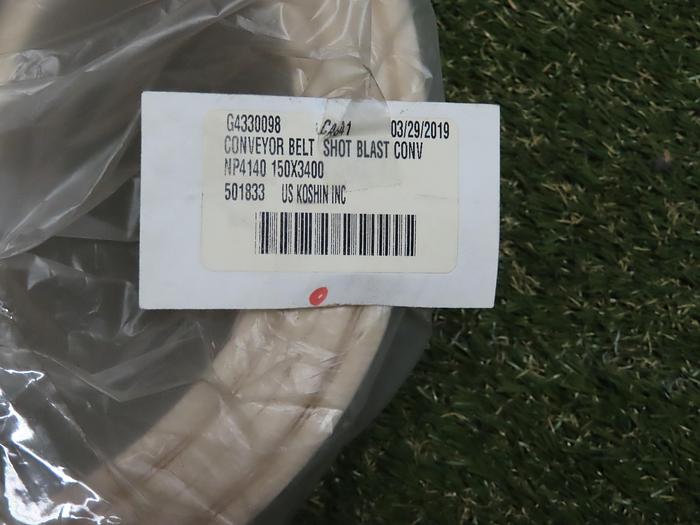 G4330098 03/29/2019
CONVEYOR BELT SHOT BLAST CONV
NP4140 150X3400
501833 US KOSHIN INC